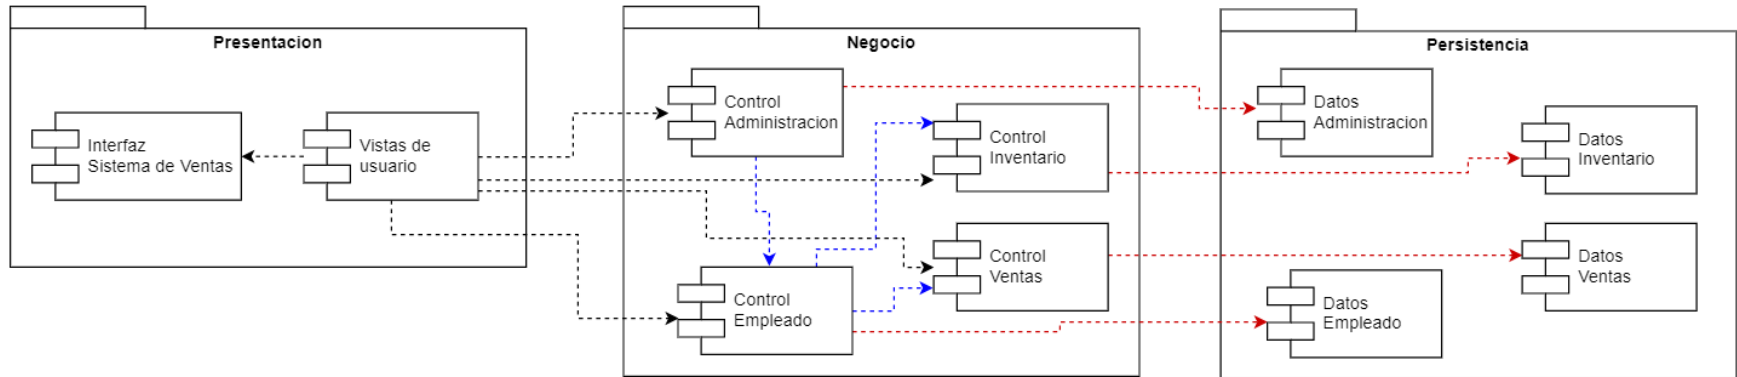 Presentacion
Interfaz
Sistema de Ventas
Vistas de
usuario
Negocio
Control
Administracion
Control
Inventario
Control
Ventas
Control
Empleado
Persistencia
Datos
Administracion
Datos
Inventario
Datos
Ventas
Datos
Empleado